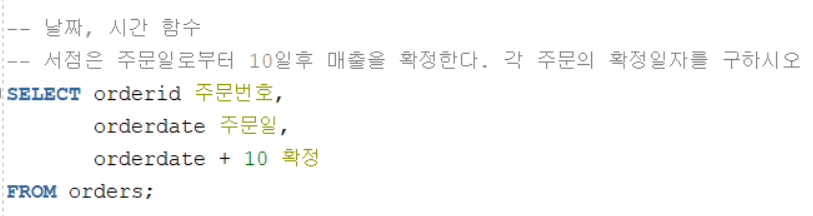 -- 날짜, 시간 함수
-- 서점은 주문일로부터 10일후 매출을 확정한다. 각 주문의 확정일자를 구하시오
SELECT orderid 주문번호,
       orderdate 주문일,
       orderdate + 10 확정
FROM orders;